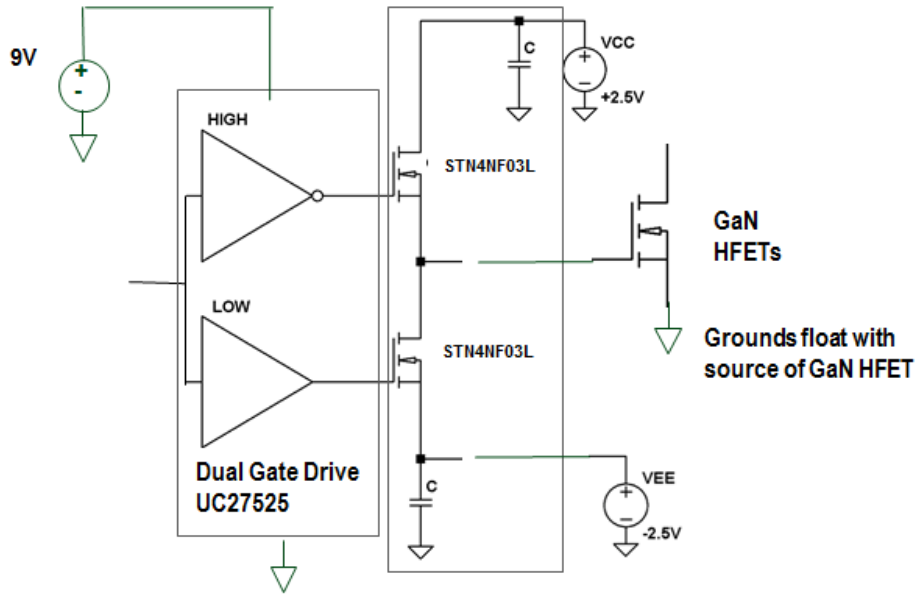 9V
+
-
HIGH
LOW
Dual Gate Drive
UC27525
C
VCC
+
−
+2.5V
STN4NF03L
STN4NF03L
GaN
HFETs
Grounds float with
source of GaN HFET
C
VEE
+
−
-2.5V